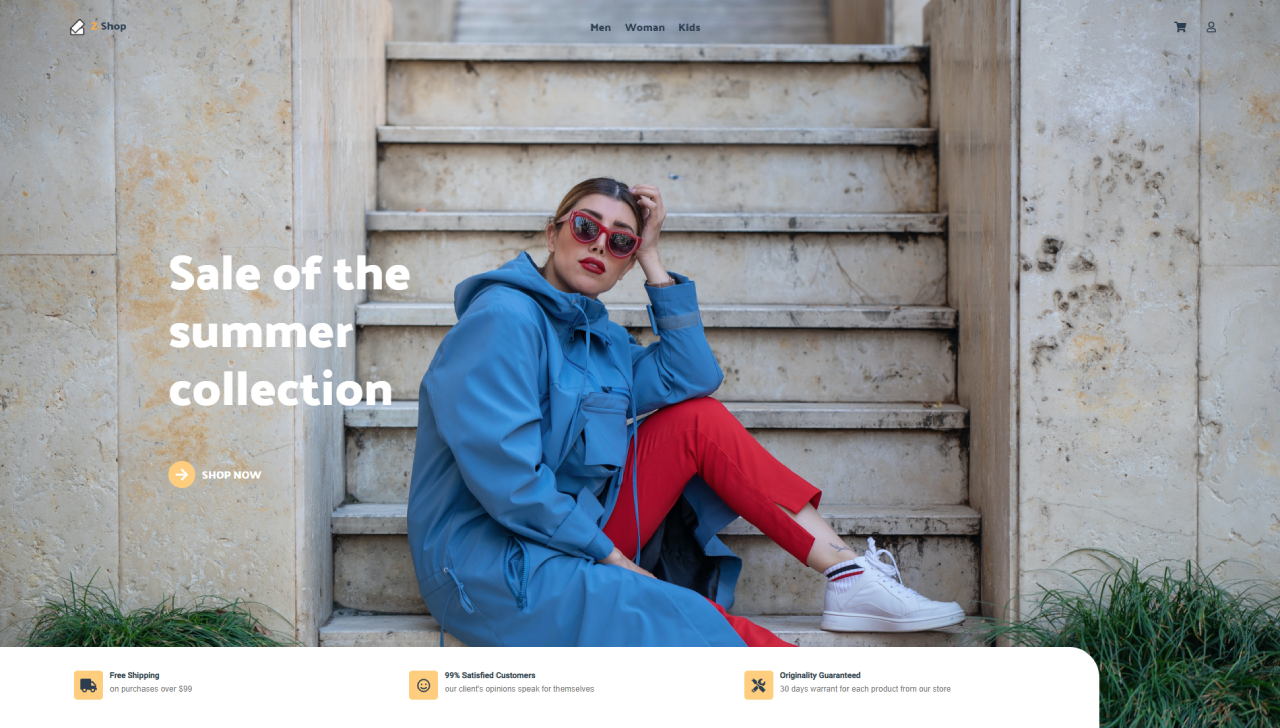 Z Shop
Men Woman Kids
Sale of the
summer
collection
SHOP NOW
Free Shipping
on purchases over $99
99% Satisfied Customers
our client's opinions speak for themselves
Originality Guaranteed
30 days warrant for each product from our store